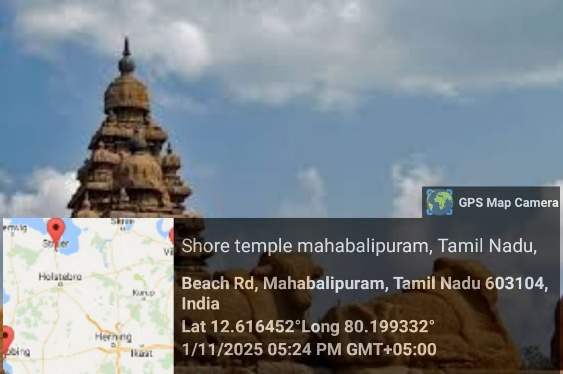 GPS Map Camera
Shore temple mahabalipuram, Tamil Nadu,
Beach Rd, Mahabalipuram, Tamil Nadu 603104,
India
Lat 12.616452°Long 80.199332°
1/11/2025 05:24 PM GMT+05:00
Struer
Holstebro
Herning
Ikast